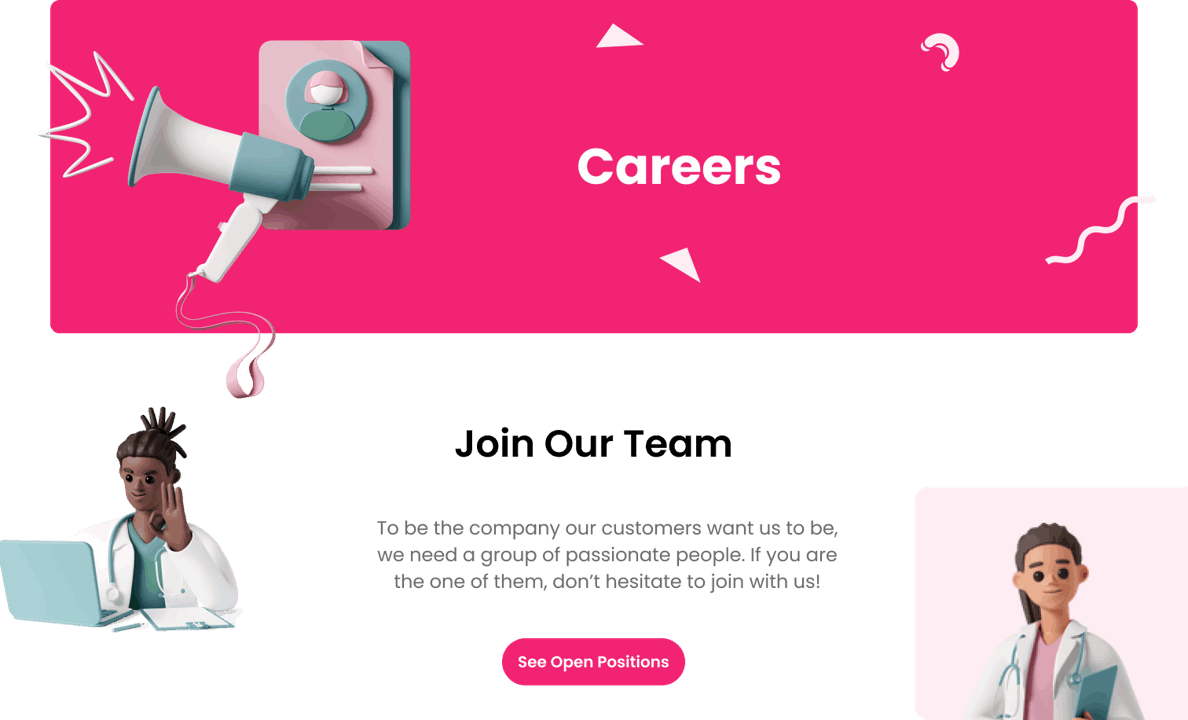 Careers
Join Our Team
To be the company our customers want us to be,
we need a group of passionate people. If you are
the one of them, don’t hesitate to join with us!
See Open Positions